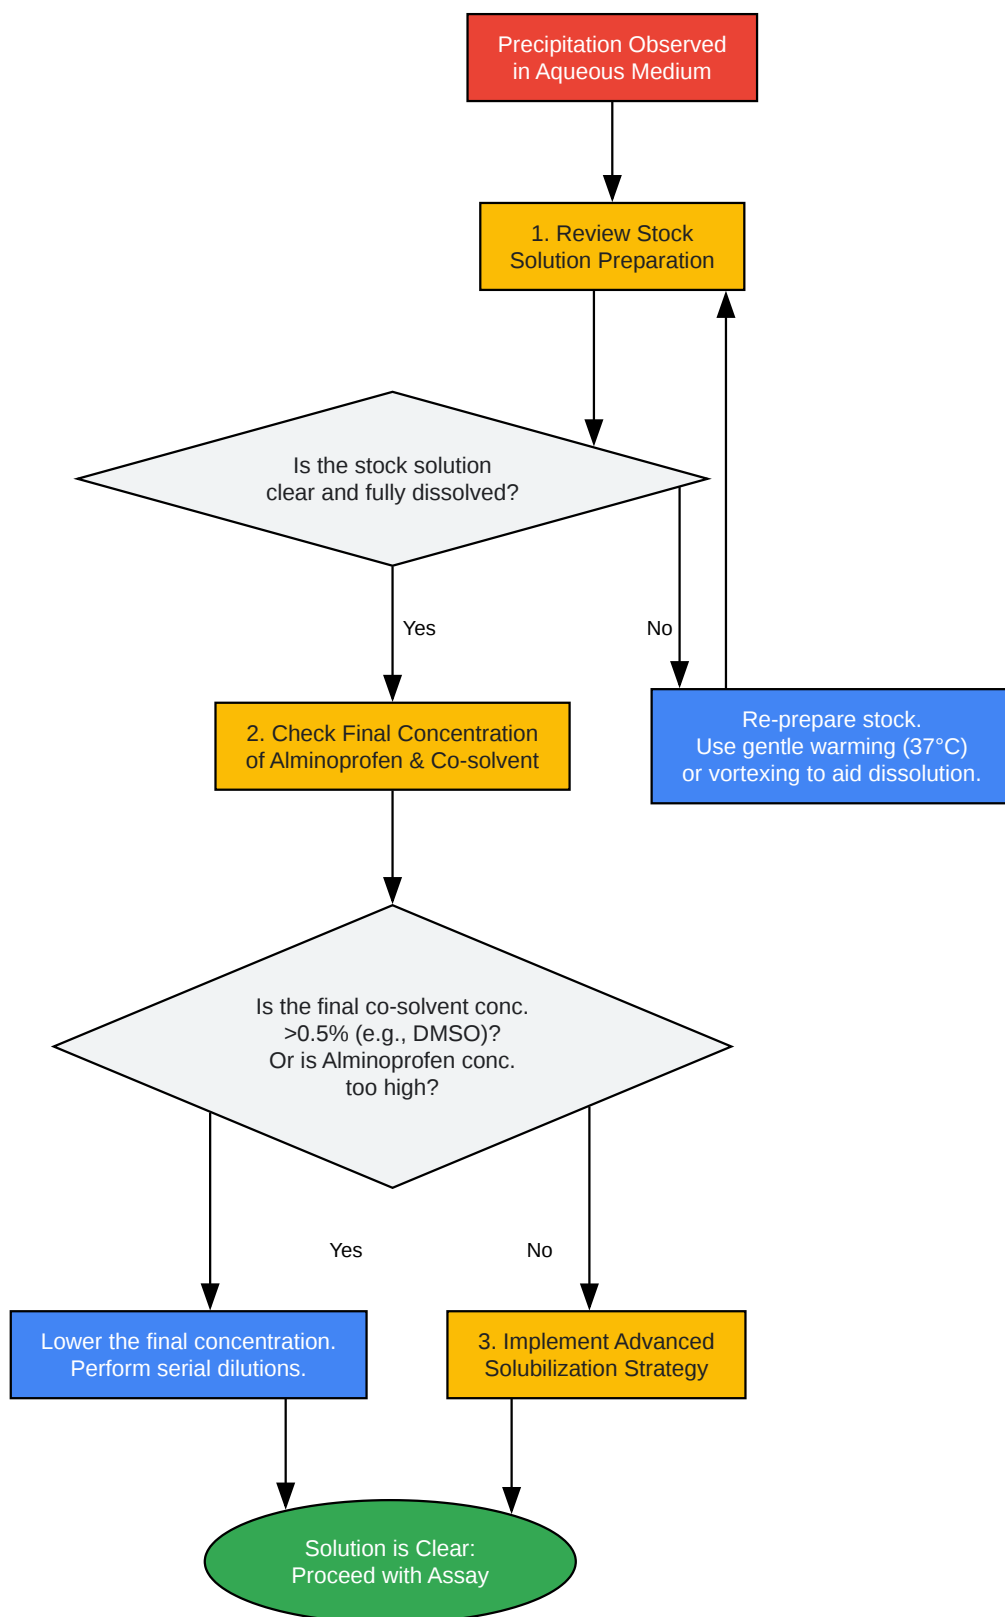 Precipitation Observed
in Aqueous Medium
1. Review Stock
Solution Preparation
Is the stock solution
clear and fully dissolved?
Yes
No
2. Check Final Concentration
of Alminoprofen & Co-solvent
Re-prepare stock.
Use gentle warming (37°C)
or vortexing to aid dissolution.
Is the final co-solvent conc.
>0.5% (e.g., DMSO)?
Or is Alminoprofen conc.
too high?
Yes
No
Lower the final concentration.
Perform serial dilutions.
3. Implement Advanced
Solubilization Strategy
Solution is Clear:
Proceed with Assay